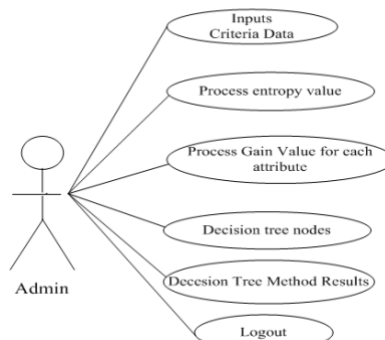 Inputs
Criteria Data
Process entropy value
Process Gain Value for each
attribute
Decision tree nodes
Decesion Tree Method Results
Logout
Admin